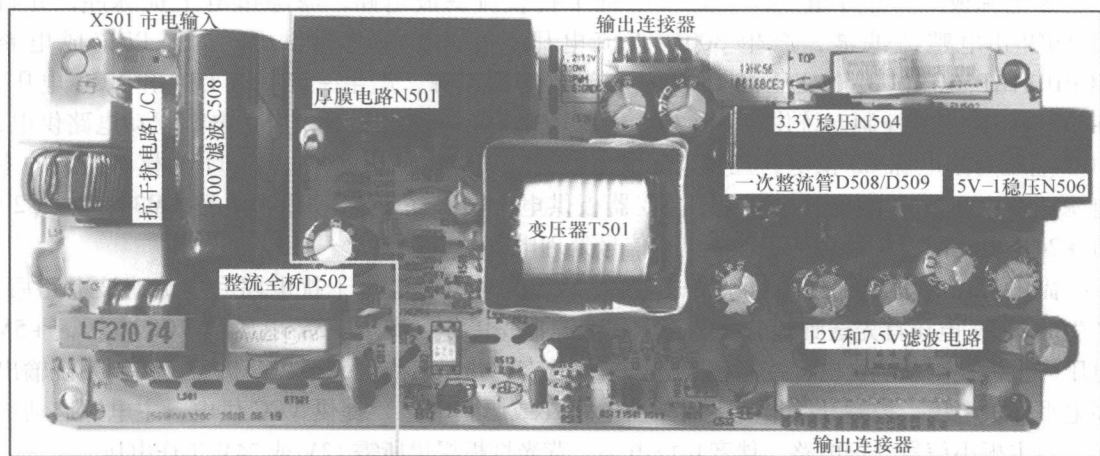 X501 市电输入
输出连接器
厚膜电路N501
抗干扰电路L/C
300V滤波C508
TOP
3.3V稳压N504
一次整流管D508/D509
5V-1稳压N506
变压器T501
整流全桥D502
LF210 74
12V和7.5V滤波电路
输出连接器